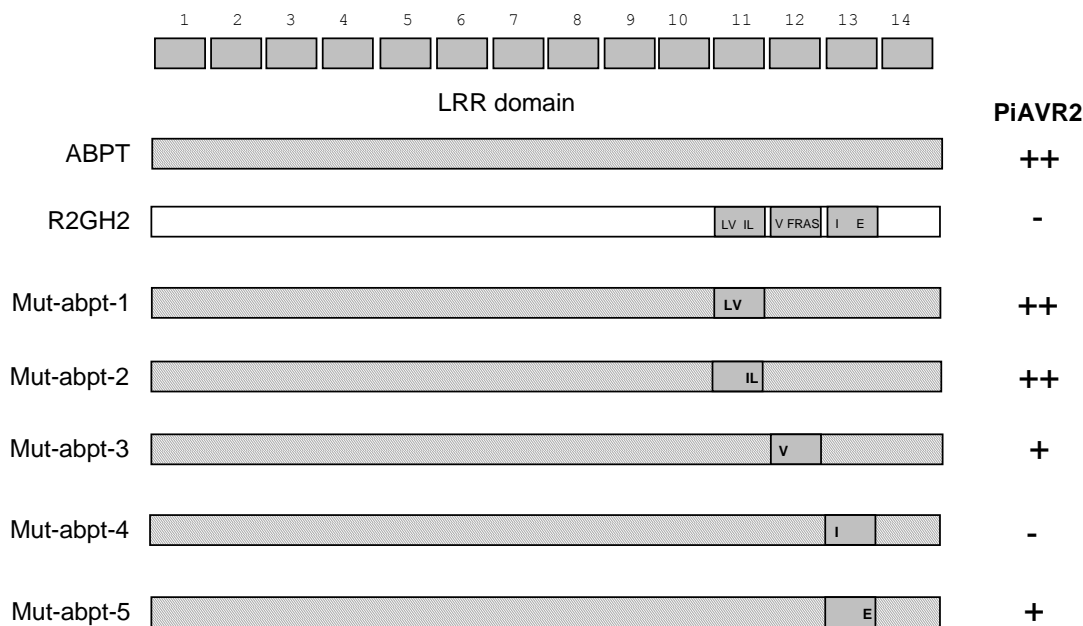 1 2 3 4 5 6 7 8 9 10 11 12 13 14
LRR domain
PiAVR2
ABPT ++
R2GH2 LV IL V FRAS I E -
Mut-abpt-1 LV ++
Mut-abpt-2 IL ++
Mut-abpt-3 V +
Mut-abpt-4 I -
Mut-abpt-5 E +